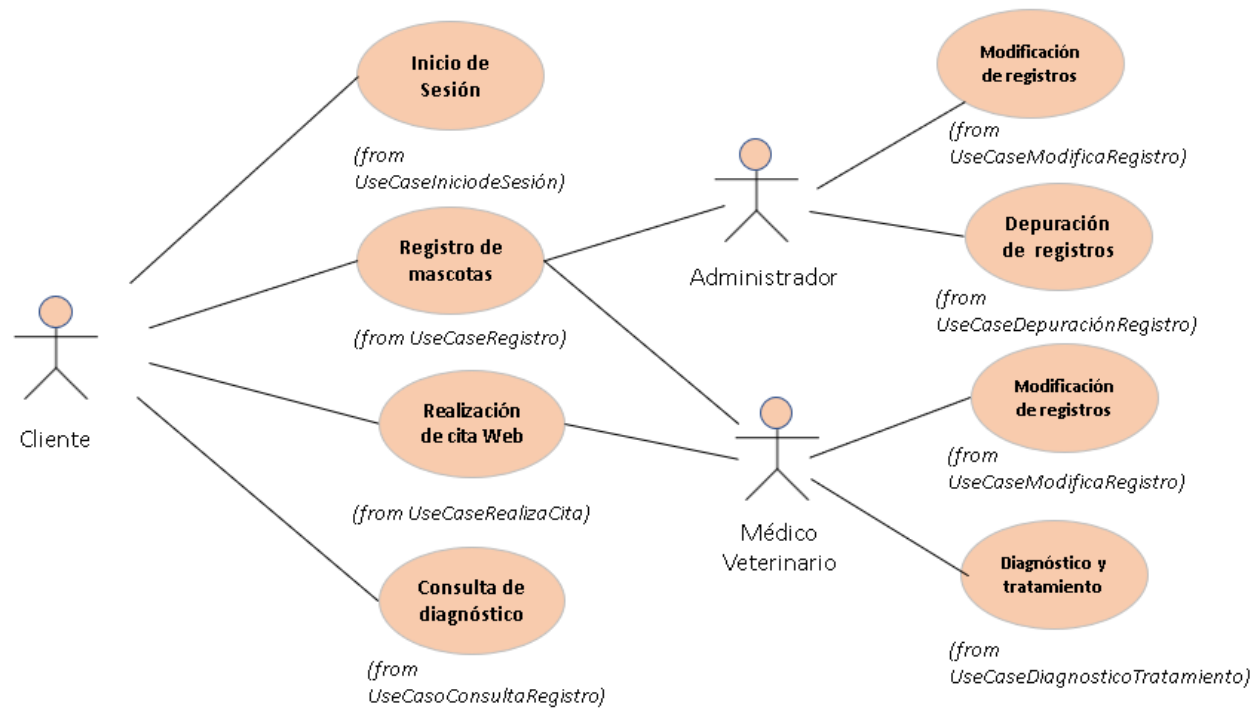 Inicio de
Sesión
(from
UseCaseIniciodeSesión)
Registro de
mascotas
(from UseCaseRegistro)
Cliente
Realización
de cita Web
(from UseCaseRealizaCita)
Consulta de
diagnóstico
(from
UseCasoConsultaRegistro)
Administrador
Médico
Veterinario
Modificación
de registros
(from
UseCaseModificaRegistro)
Depuración
de registros
(from
UseCaseDepuraciónRegistro)
Modificación
de registros
(from
UseCaseModificaRegistro)
Diagnóstico y
tratamiento
(from
UseCaseDiagnosticoTratamiento)